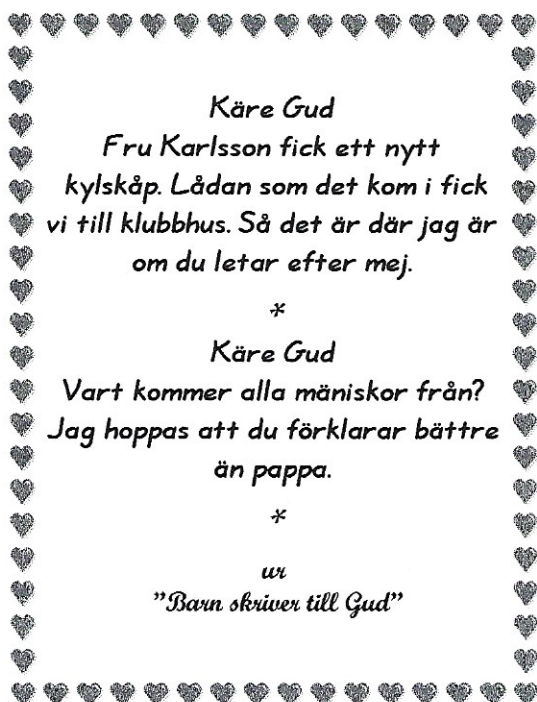 Käre Gud
Fru Karlsson fick ett nytt
kylskåp. Lådan som det kom i fick
vi till klubbhus. Så det är där jag är
om du letar efter mej.
*
Käre Gud
Vart kommer alla mäniskor från?
Jag hoppas att du förklarar bättre
än pappa.
*
ur
"Barn skriver till Gud"